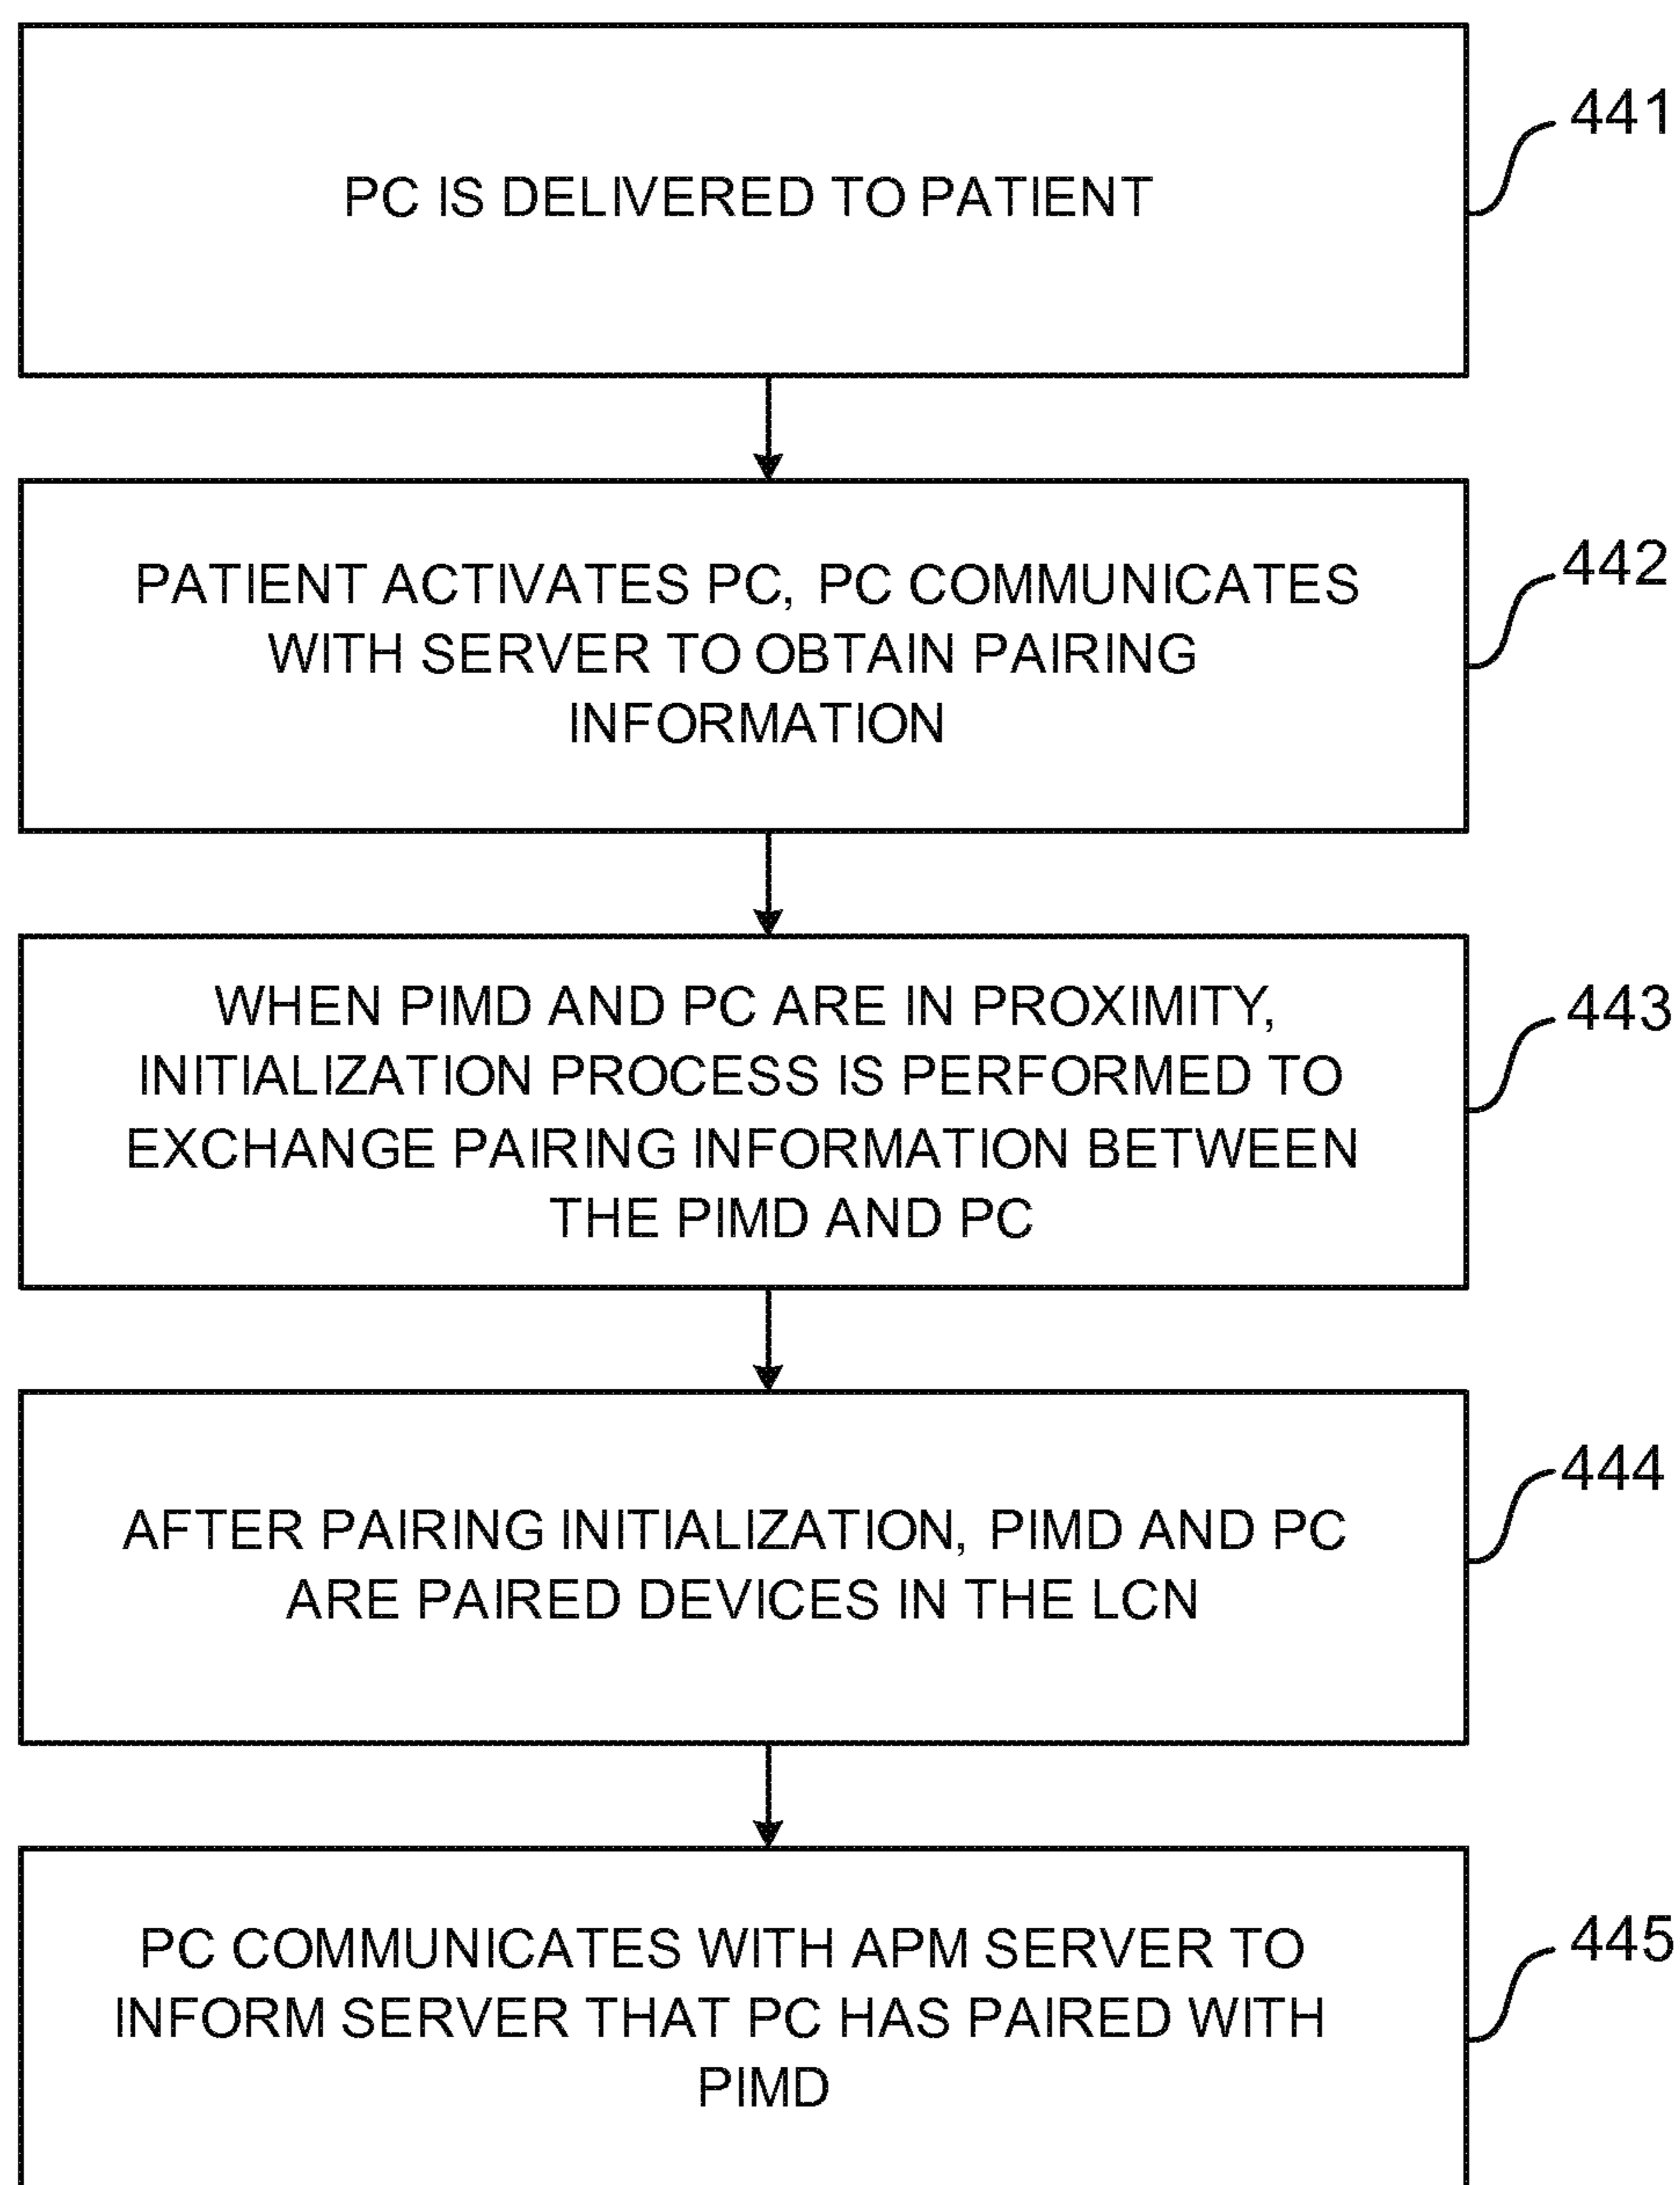 PC IS DELIVERED TO PATIENT
441
PATIENT ACTIVATES PC, PC COMMUNICATES
WITH SERVER TO OBTAIN PAIRING
INFORMATION
442
WHEN PIMD AND PC ARE IN PROXIMITY,
INITIALIZATION PROCESS IS PERFORMED TO
EXCHANGE PAIRING INFORMATION BETWEEN
THE PIMD AND PC
443
AFTER PAIRING INITIALIZATION, PIMD AND PC
ARE PAIRED DEVICES IN THE LCN
444
PC COMMUNICATES WITH APM SERVER TO
INFORM SERVER THAT PC HAS PAIRED WITH
PIMD
445